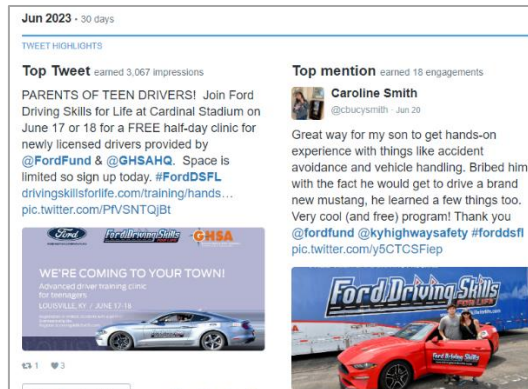 Jun 2023 • 30 days
TWEET HIGHLIGHTS
Top Tweet earned 3,067 impressions
PARENTS OF TEEN DRIVERS! Join Ford
Driving Skills for Life at Cardinal Stadium on
June 17 or 18 for a FREE half-day clinic for
newly licensed drivers provided by
@FordFund & @GHSAHQ. Space is
limited so sign up today. #FordDSFL
drivingskillsforlife.com/training/hands…
pic.twitter.com/PfVSNTQjBt
Ford
Ford Driving Skills
FOR LIFE
GHSA
WE'RE COMING TO YOUR TOWN!
Advanced driver training clinic
for teenagers.
LOUISVILLE, KY / JUNE 17-18
1 3
Top mention earned 18 engagements
Caroline Smith
@cbucysmith · Jun 20
Great way for my son to get hands-on
experience with things like accident
avoidance and vehicle handling. Bribed him
with the fact he would get to drive a brand
new mustang, he learned a few things too.
Very cool (and free) program! Thank you
@fordfund @kyhighwaysafety #forddsfl
pic.twitter.com/y5CTCSFiep
Ford Driving Skills
FOR LIFE
Ford Driving Skills